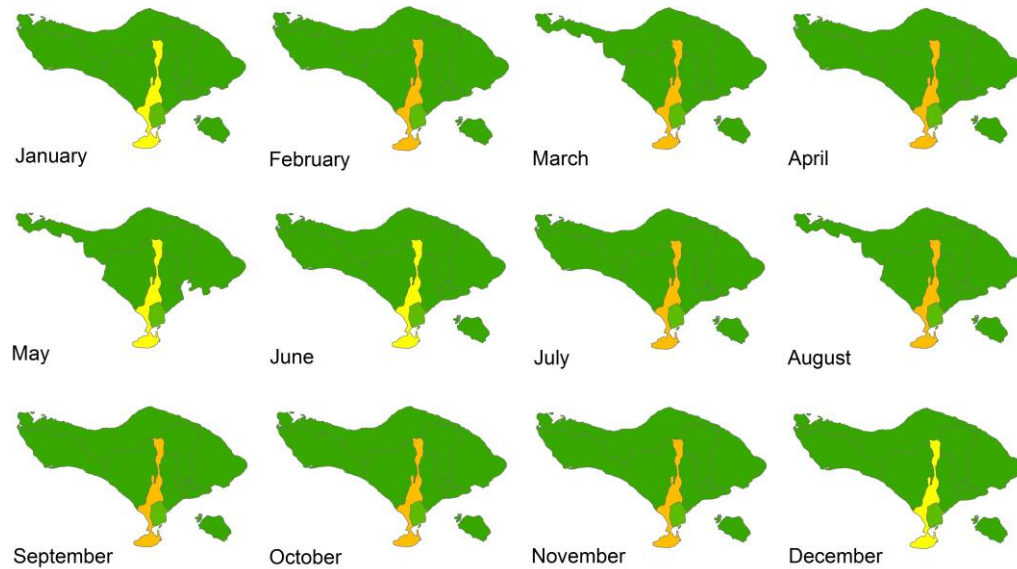 January
February
March
April
May
June
July
August
September
October
November
December